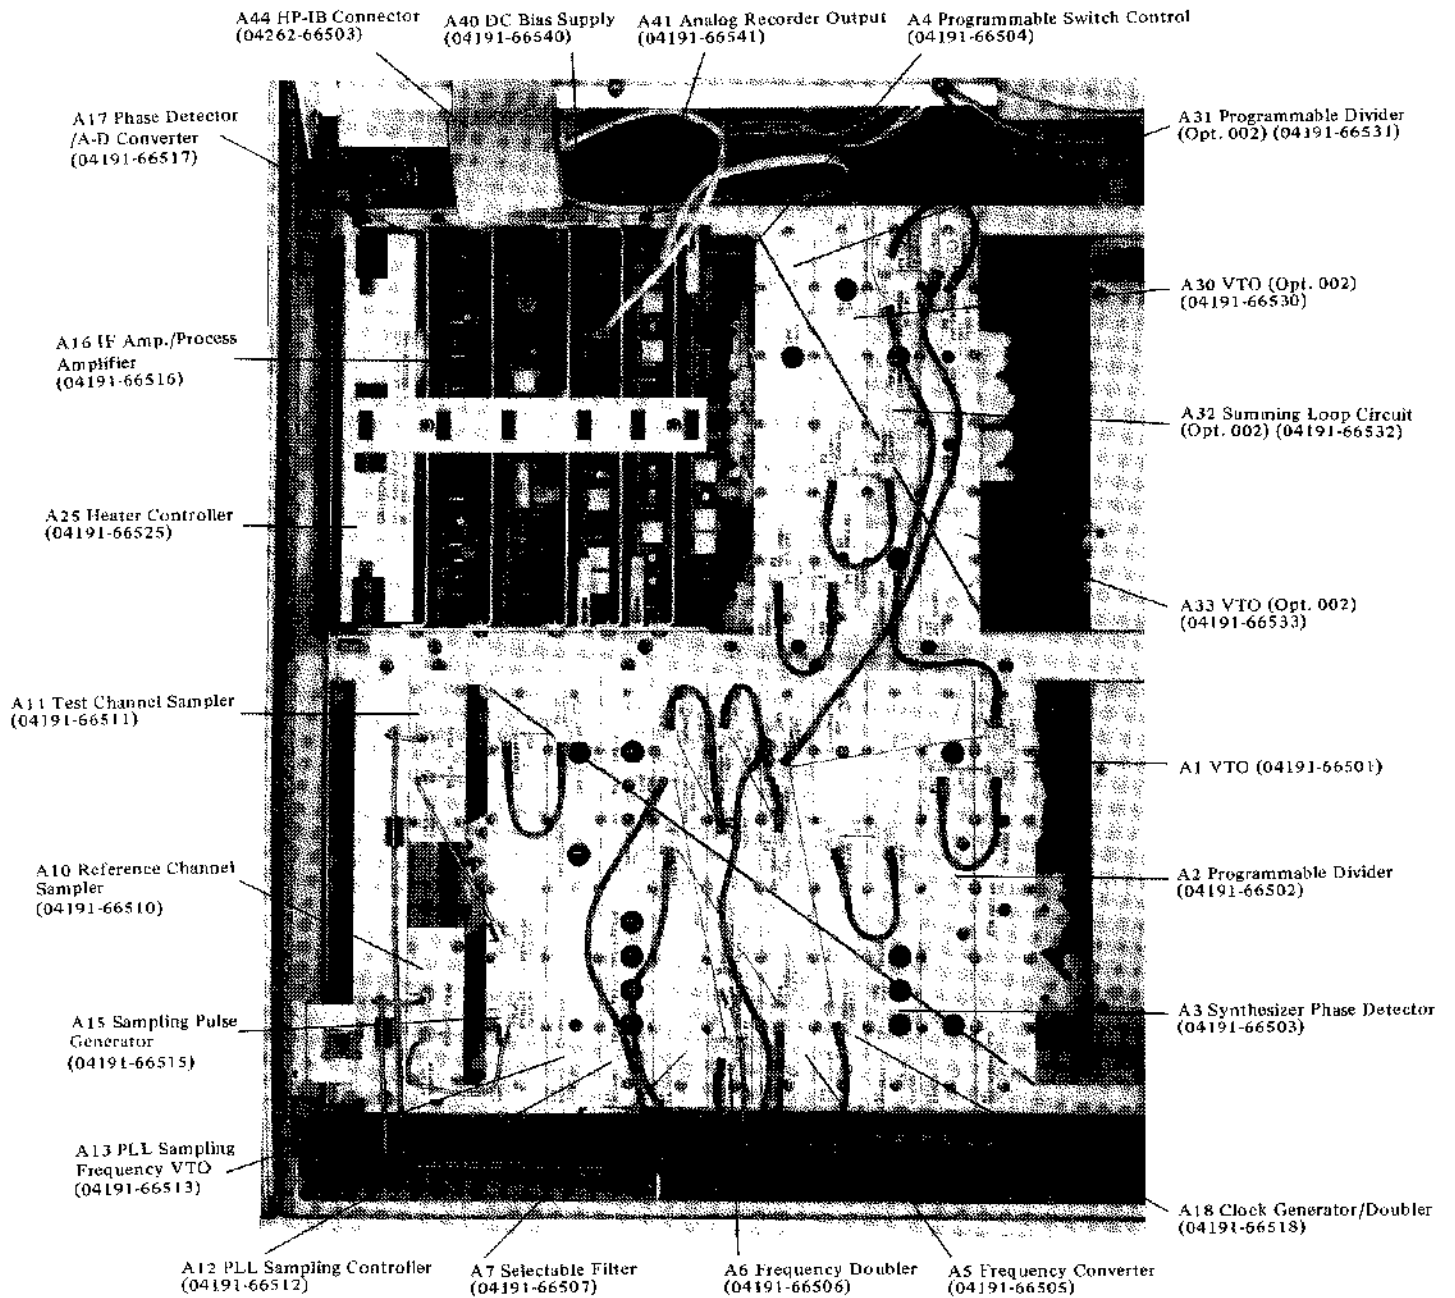 A44 HP-IB Connector
(04262-66503)
A40 DC Bias Supply
(04191-66540)
A41 Analog Recorder Output
(04191-66541)
A4 Programmable Switch Control
(04191-66504)
A17 Phase Detector
/A-D Converter
(04191-66517)
A31 Programmable Divider
(Opt. 002) (04191-66531)
A16 IF Amp./Process
Amplifier
(04191-66516)
A30 VTO (Opt. 002)
(04191-66530)
A32 Summing Loop Circuit
(Opt. 002) (04191-66532)
A25 Heater Controller
(04191-66525)
A33 VTO (Opt. 002)
(04191-66533)
A11 Test Channel Sampler
(04191-66511)
A1 VTO (04191-66501)
A10 Reference Channel
Sampler
(04191-66510)
A2 Programmable Divider
(04191-66502)
A15 Sampling Pulse
Generator
(04191-66515)
A3 Synthesizer Phase Detector
(04191-66503)
A13 PLL Sampling
Frequency VTO
(04191-66513)
A18 Clock Generator/Doubler
(04191-66518)
A12 PLL Sampling Controller
(04191-66512)
A7 Selectable Filter
(04191-66507)
A6 Frequency Doubler
(04191-66506)
A5 Frequency Converter
(04191-66505)